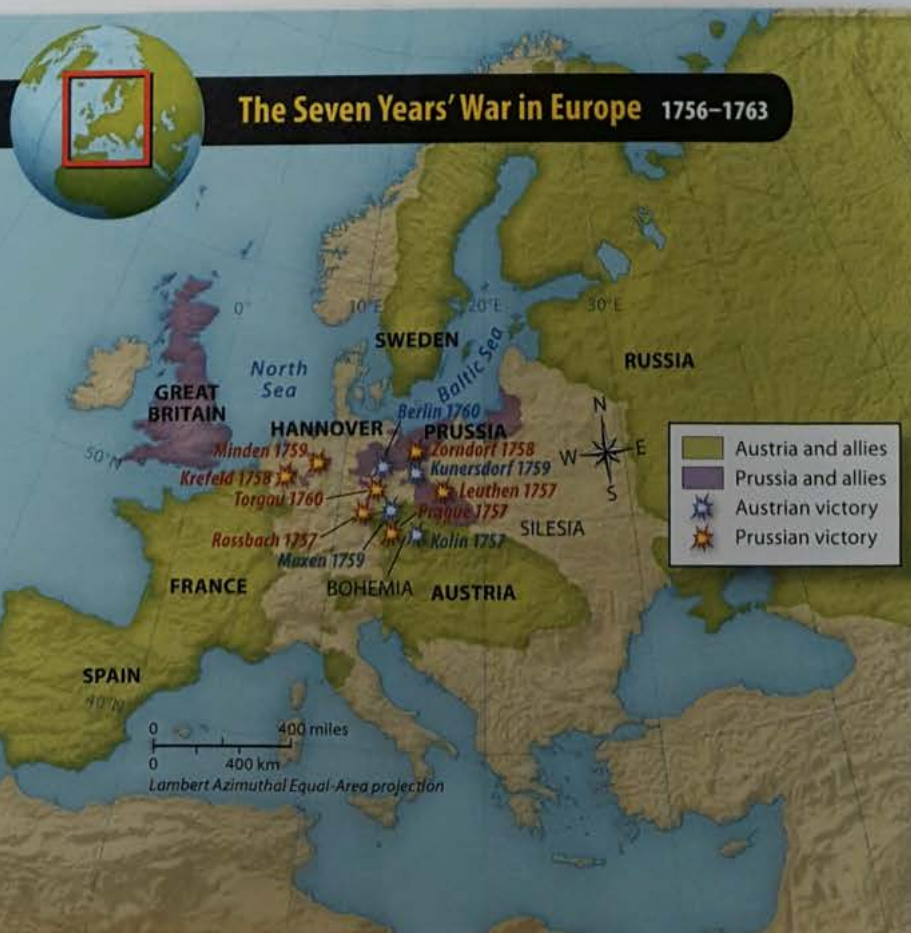 The Seven Years' War in Europe 1756–1763
0°
10°E
20°E
30°E
SWEDEN
Baltic Sea
RUSSIA
North
Sea
GREAT
BRITAIN
50°N
HANNOVER
Berlin 1760
PRUSSIA
Minden 1759
Zorndorf 1758
Krefeld 1758
Kunersdorf 1759
Torgau 1760
Leuthen 1757
Prague 1757
Rossbach 1757
SILESIA
Maxen 1759
Kolin 1757
FRANCE
BOHEMIA
AUSTRIA
SPAIN
40°N
N
W
E
S
Austria and allies
Prussia and allies
Austrian victory
Prussian victory
0
400 miles
0
400 km
Lambert Azimuthal Equal-Area projection